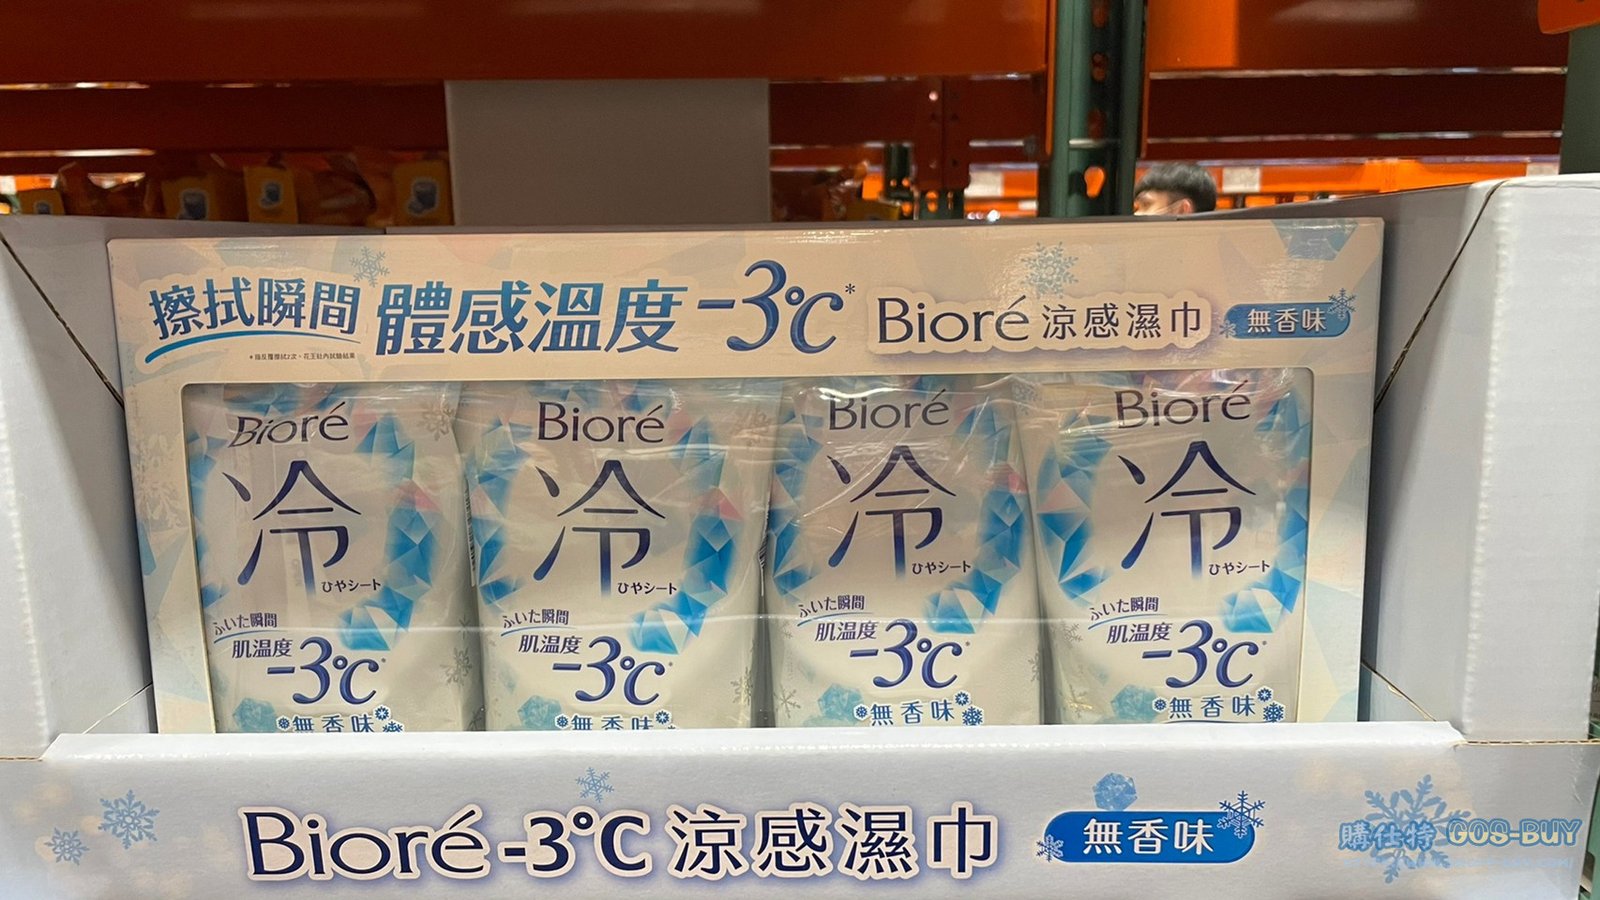 擦拭瞬間 體感溫度 -3℃* Bioré 涼感濕巾 無香味
Bioré
冷
ひやシート
ふいた瞬間
肌温度
-3℃*
無香味
Bioré
冷
ひやシート
ふいた瞬間
肌温度
-3℃*
無香味
Bioré
冷
ひやシート
ふいた瞬間
肌温度
-3℃*
無香味
Bioré
冷
ひやシート
ふいた瞬間
肌温度
-3℃*
無香味
Bioré -3℃ 涼感濕巾 無香味
購仕特 GOS-BUY